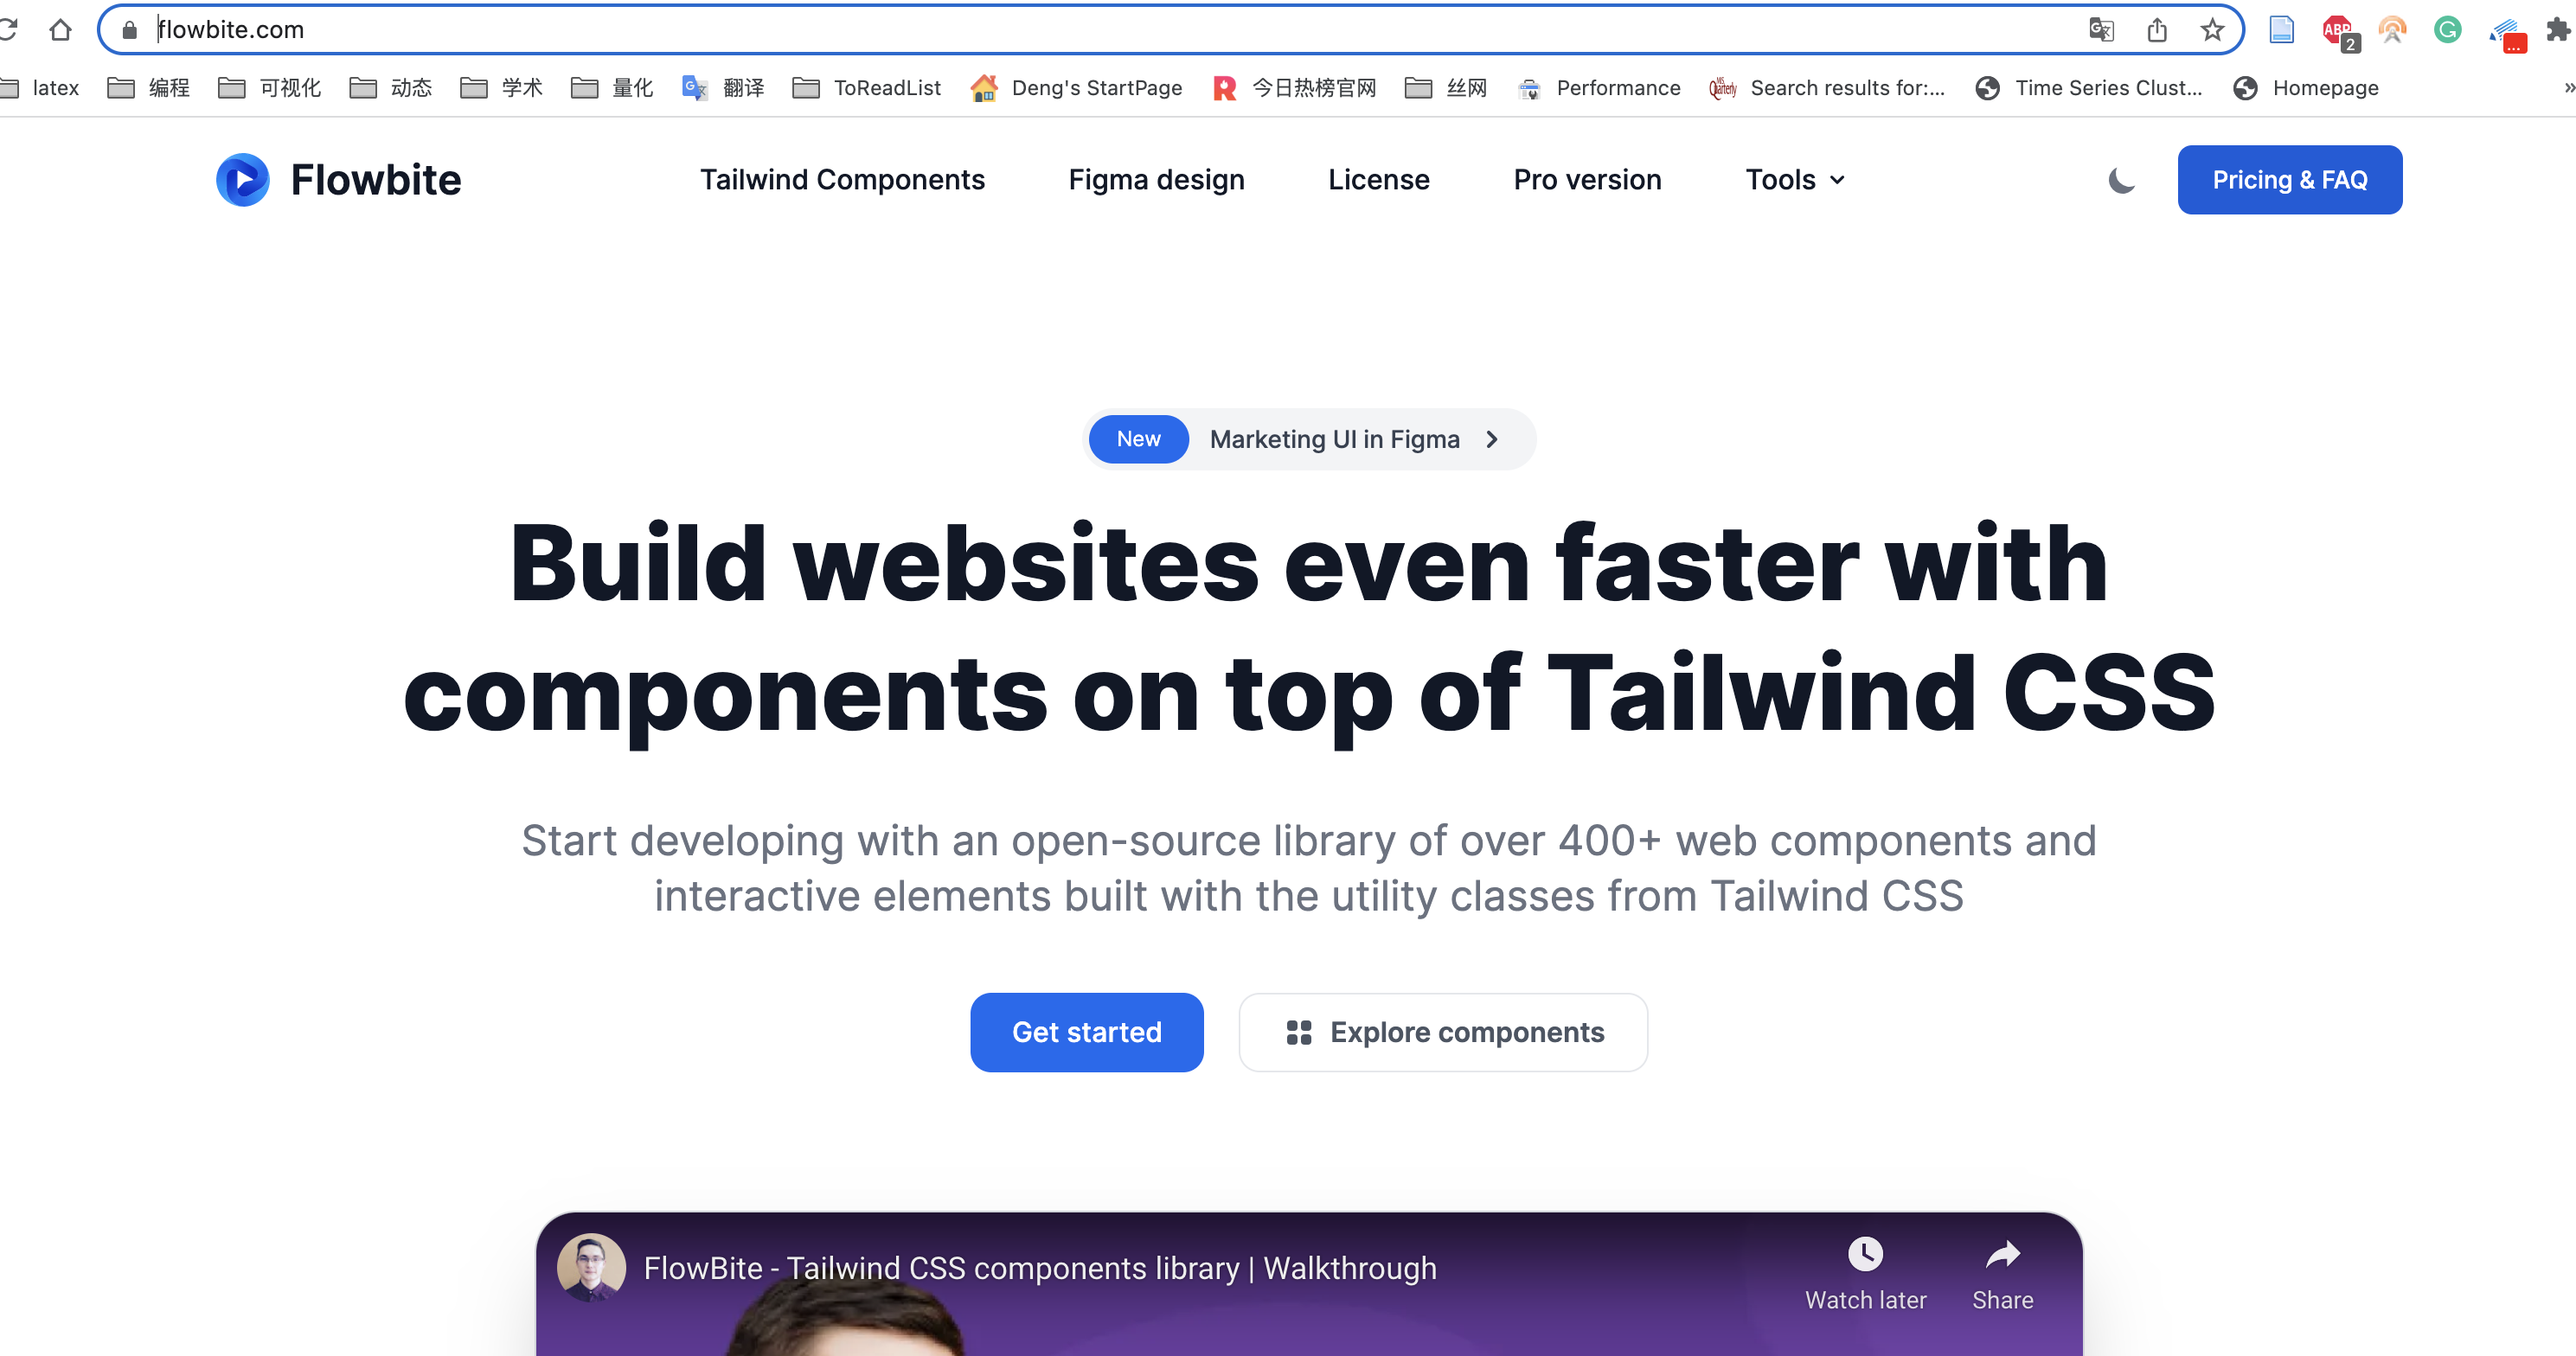 flowbite.com
ABP 2
latex 编程 可视化 动态 学术 量化 翻译 ToReadList Deng's StartPage 今日热榜官网 丝网 Performance Search results for:... Time Series Clust... Homepage »
Flowbite Tailwind Components Figma design License Pro version Tools Pricing & FAQ
New Marketing UI in Figma
Build websites even faster with
components on top of Tailwind CSS
Start developing with an open-source library of over 400+ web components and
interactive elements built with the utility classes from Tailwind CSS
Get started Explore components
FlowBite - Tailwind CSS components library | Walkthrough
Watch later Share